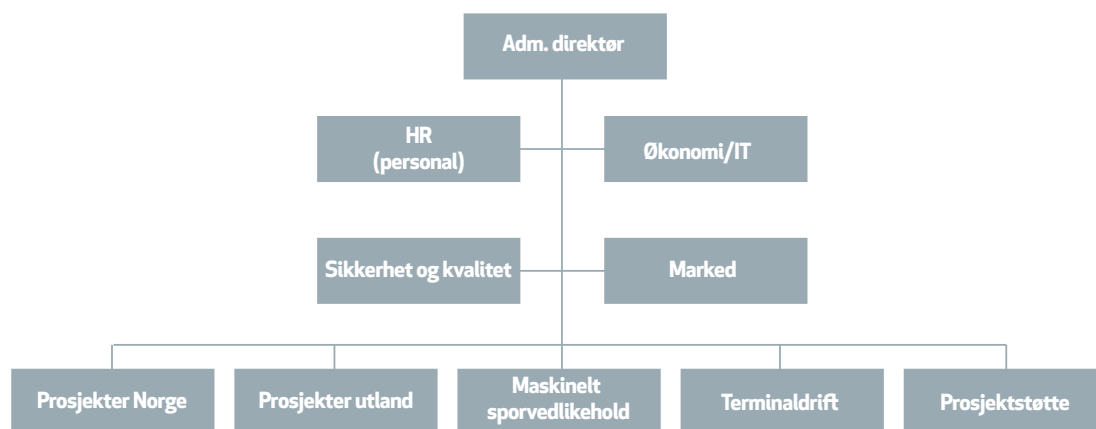 Adm. direktør
HR
(personal)
Økonomi/IT
Sikkerhet og kvalitet
Marked
Prosjekter Norge
Prosjekter utland
Maskinelt
sporvedlikehold
Terminaldrift
Prosjektstøtte